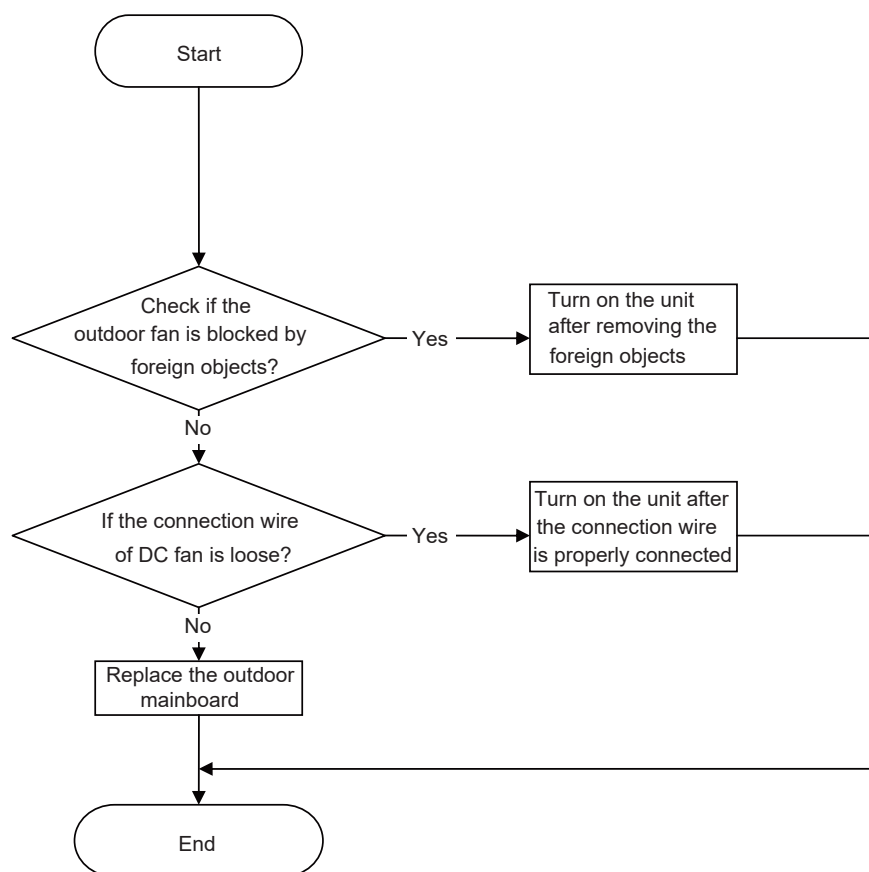 Start
Check if the
outdoor fan is blocked by
foreign objects?
Yes
Turn on the unit
after removing the
foreign objects
No
If the connection wire
of DC fan is loose?
Yes
Turn on the unit after
the connection wire
is properly connected
No
Replace the outdoor
mainboard
End